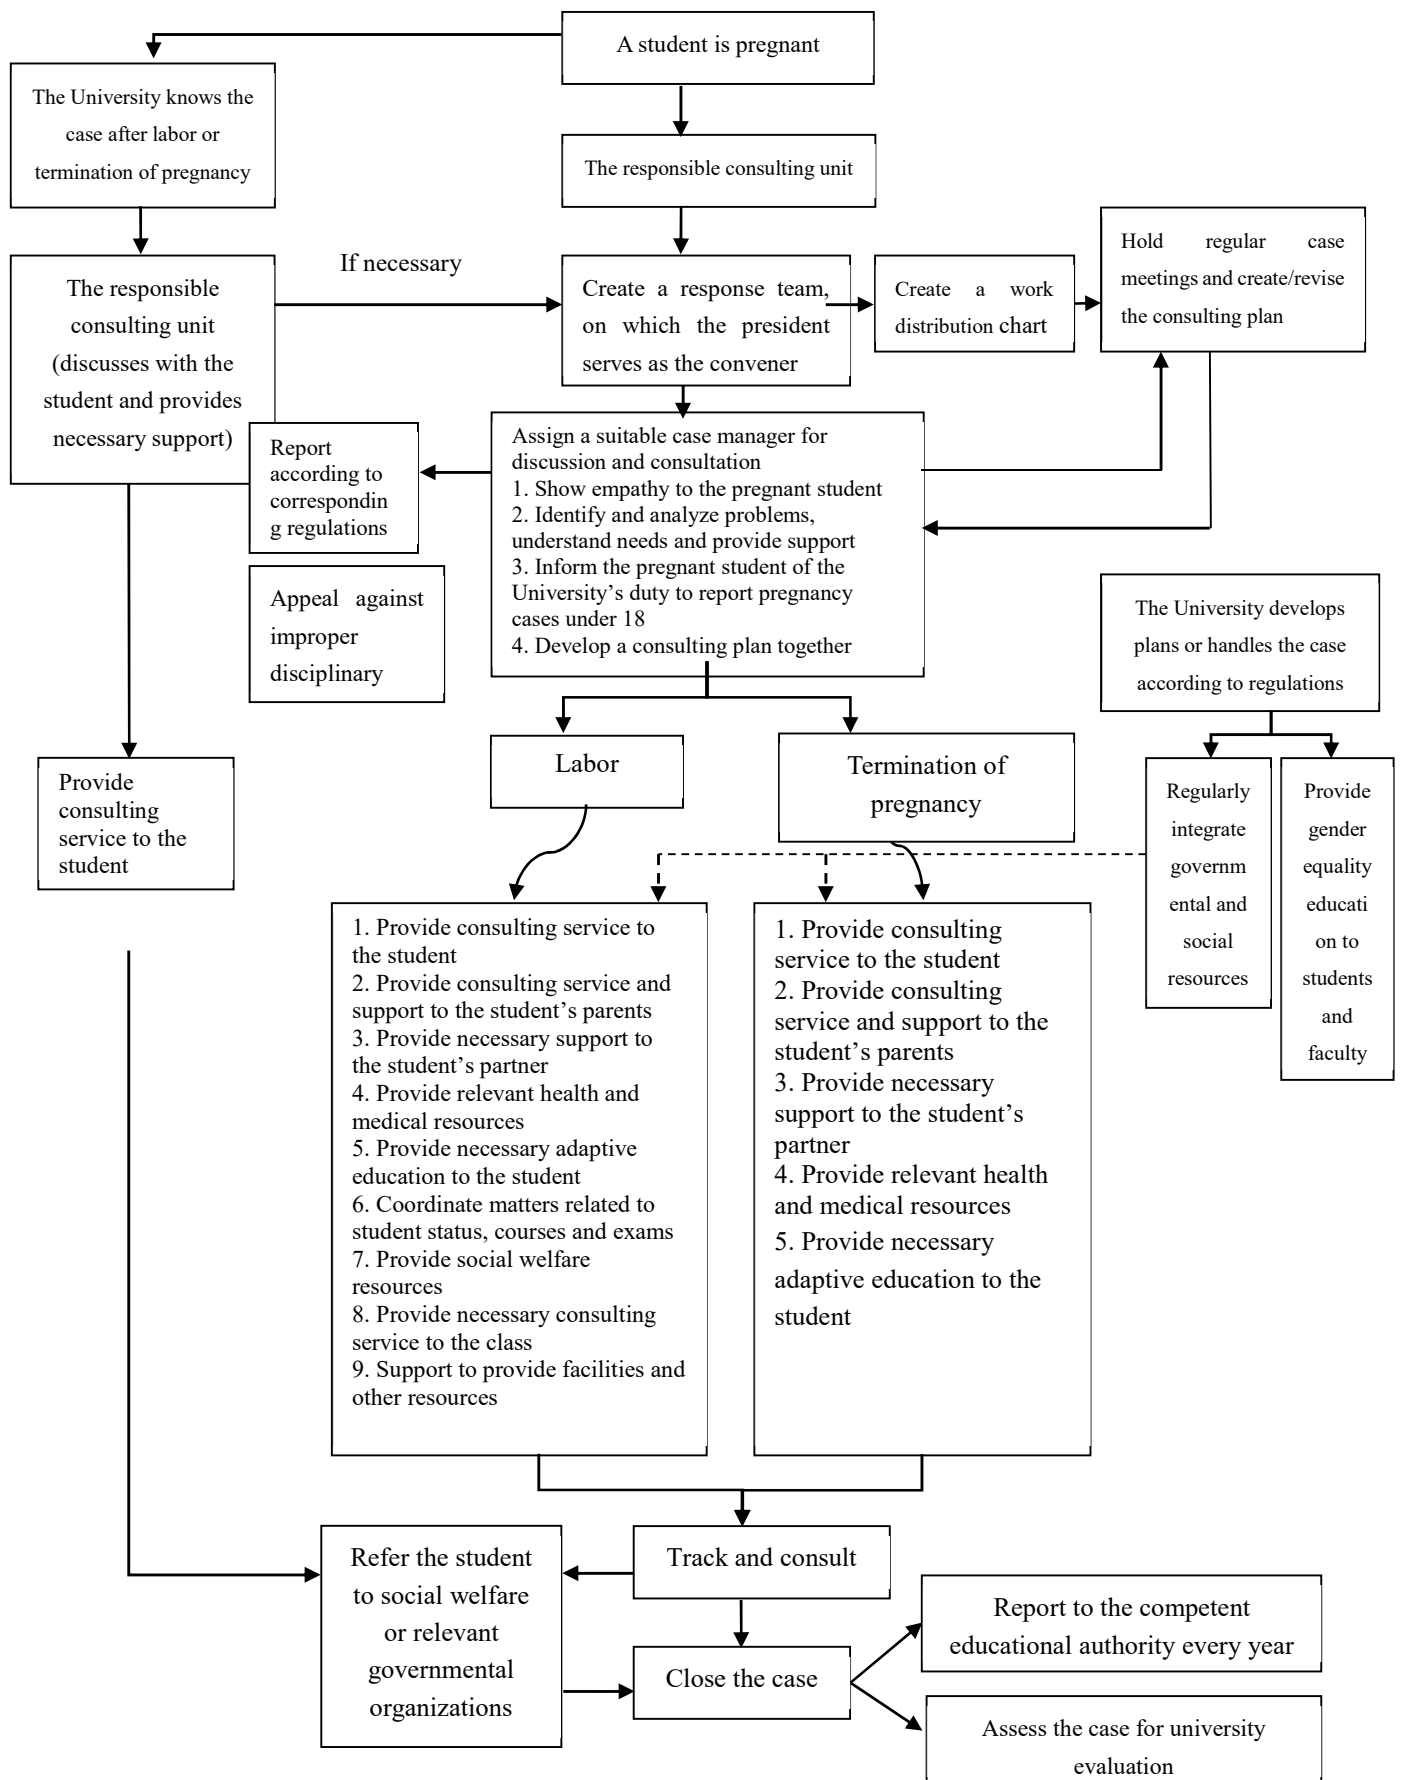 A student is pregnant
The University knows the
case after labor or
termination of pregnancy
The responsible consulting unit
The responsible
consulting unit
(discusses with the
student and provides
necessary support)
If necessary
Create a response team,
on which the president
serves as the convener
Create a work
distribution chart
Hold regular case
meetings and create/revise
the consulting plan
Report
according to
correspondin
g regulations
Assign a suitable case manager for
discussion and consultation
1. Show empathy to the pregnant student
2. Identify and analyze problems,
understand needs and provide support
3. Inform the pregnant student of the
University’s duty to report pregnancy
cases under 18
4. Develop a consulting plan together
Appeal against
improper
disciplinary
The University develops
plans or handles the case
according to regulations
Labor
Termination of
pregnancy
Provide
consulting
service to the
student
Regularly
integrate
governm
ental and
social
resources
Provide
gender
equality
educati
on to
students
and
faculty
1. Provide consulting service to
the student
2. Provide consulting service and
support to the student’s parents
3. Provide necessary support to
the student’s partner
4. Provide relevant health and
medical resources
5. Provide necessary adaptive
education to the student
6. Coordinate matters related to
student status, courses and exams
7. Provide social welfare
resources
8. Provide necessary consulting
service to the class
9. Support to provide facilities and
other resources
1. Provide consulting
service to the student
2. Provide consulting
service and support to the
student’s parents
3. Provide necessary
support to the student’s
partner
4. Provide relevant health
and medical resources
5. Provide necessary
adaptive education to the
student
Refer the student
to social welfare
or relevant
governmental
organizations
Track and consult
Close the case
Report to the competent
educational authority every year
Assess the case for university
evaluation